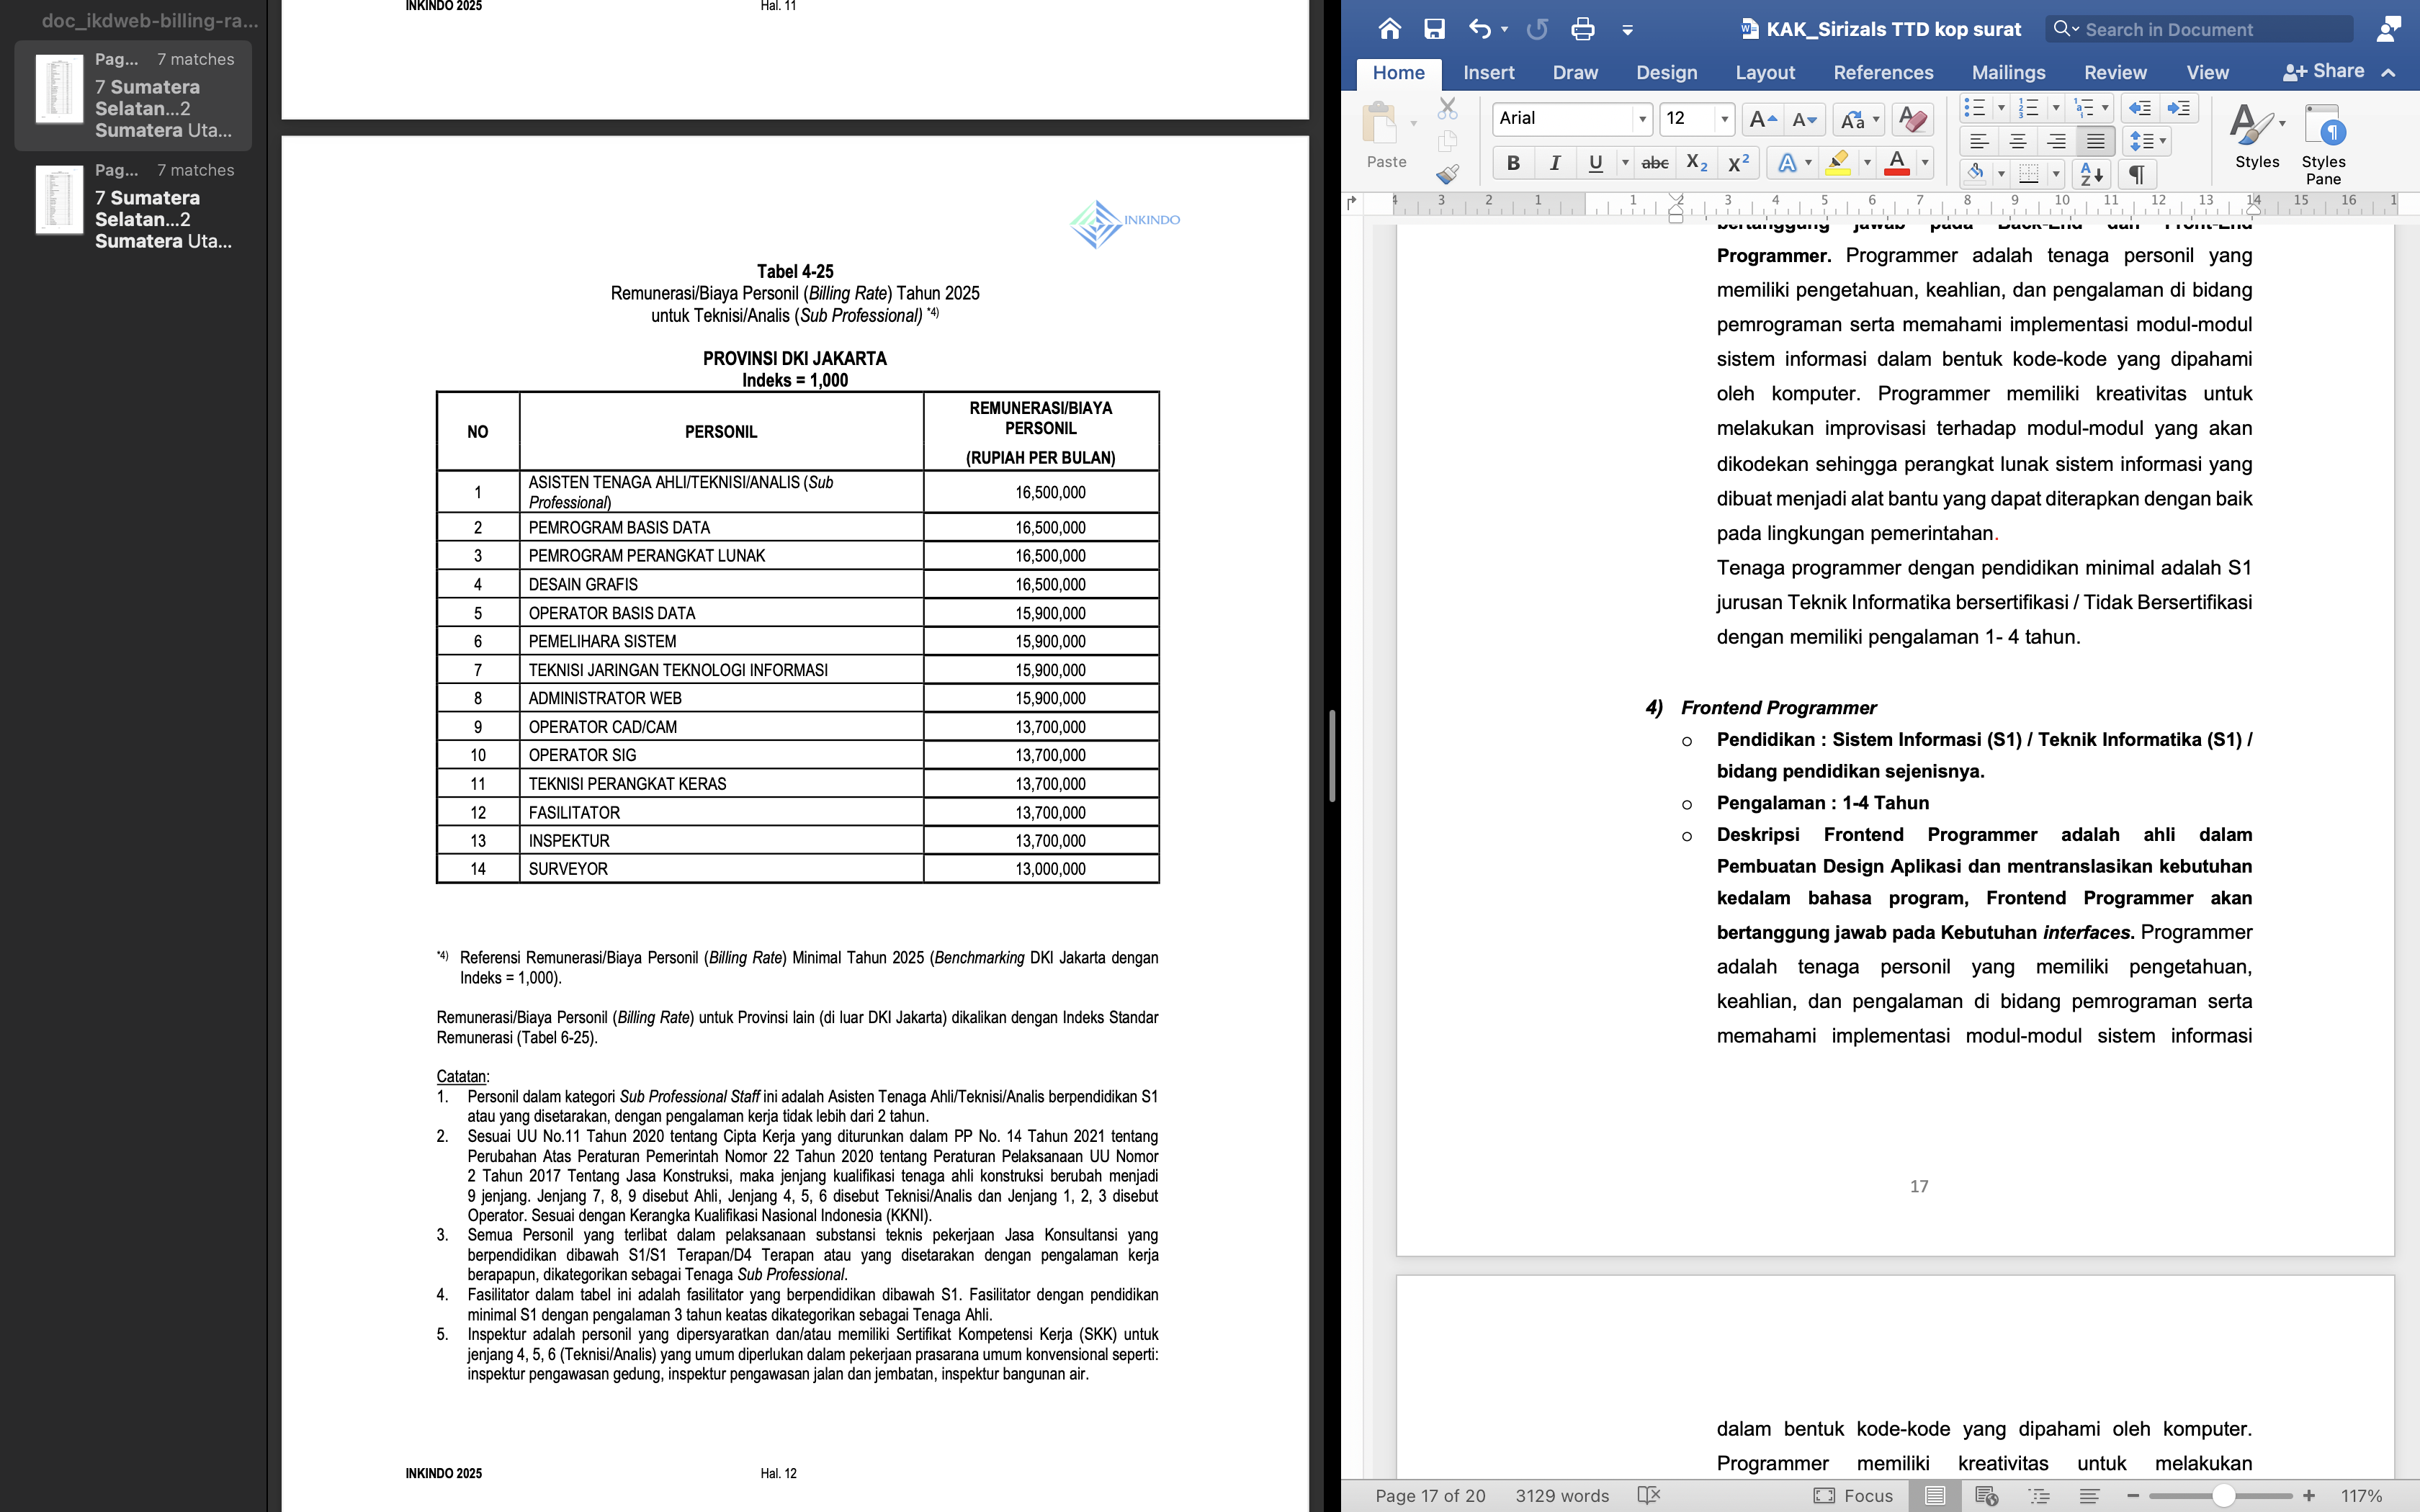 doc_ikdweb-billing-ra...
Pag... 7 matches
7 Sumatera
Selatan...2
Sumatera Uta...
Pag... 7 matches
7 Sumatera
Selatan...2
Sumatera Uta...
INKINDO 2025 Hal. 11
INKINDO
Tabel 4-25
Remunerasi/Biaya Personil (Billing Rate) Tahun 2025
untuk Teknisi/Analis (Sub Professional) *4)
PROVINSI DKI JAKARTA
Indeks = 1,000
NO PERSONIL REMUNERASI/BIAYA PERSONIL (RUPIAH PER BULAN)
1 ASISTEN TENAGA AHLI/TEKNISI/ANALIS (Sub Professional) 16,500,000
2 PEMROGRAM BASIS DATA 16,500,000
3 PEMROGRAM PERANGKAT LUNAK 16,500,000
4 DESAIN GRAFIS 16,500,000
5 OPERATOR BASIS DATA 15,900,000
6 PEMELIHARA SISTEM 15,900,000
7 TEKNISI JARINGAN TEKNOLOGI INFORMASI 15,900,000
8 ADMINISTRATOR WEB 15,900,000
9 OPERATOR CAD/CAM 13,700,000
10 OPERATOR SIG 13,700,000
11 TEKNISI PERANGKAT KERAS 13,700,000
12 FASILITATOR 13,700,000
13 INSPEKTUR 13,700,000
14 SURVEYOR 13,000,000
*4) Referensi Remunerasi/Biaya Personil (Billing Rate) Minimal Tahun 2025 (Benchmarking DKI Jakarta dengan
Indeks = 1,000).
Remunerasi/Biaya Personil (Billing Rate) untuk Provinsi lain (di luar DKI Jakarta) dikalikan dengan Indeks Standar
Remunerasi (Tabel 6-25).
Catatan:
1. Personil dalam kategori Sub Professional Staff ini adalah Asisten Tenaga Ahli/Teknisi/Analis berpendidikan S1
atau yang disetarakan, dengan pengalaman kerja tidak lebih dari 2 tahun.
2. Sesuai UU No.11 Tahun 2020 tentang Cipta Kerja yang diturunkan dalam PP No. 14 Tahun 2021 tentang
Perubahan Atas Peraturan Pemerintah Nomor 22 Tahun 2020 tentang Peraturan Pelaksanaan UU Nomor
2 Tahun 2017 Tentang Jasa Konstruksi, maka jenjang kualifikasi tenaga ahli konstruksi berubah menjadi
9 jenjang. Jenjang 7, 8, 9 disebut Ahli, Jenjang 4, 5, 6 disebut Teknisi/Analis dan Jenjang 1, 2, 3 disebut
Operator. Sesuai dengan Kerangka Kualifikasi Nasional Indonesia (KKNI).
3. Semua Personil yang terlibat dalam pelaksanaan substansi teknis pekerjaan Jasa Konsultansi yang
berpendidikan dibawah S1/S1 Terapan/D4 Terapan atau yang disetarakan dengan pengalaman kerja
berapapun, dikategorikan sebagai Tenaga Sub Professional.
4. Fasilitator dalam tabel ini adalah fasilitator yang berpendidikan dibawah S1. Fasilitator dengan pendidikan
minimal S1 dengan pengalaman 3 tahun keatas dikategorikan sebagai Tenaga Ahli.
5. Inspektur adalah personil yang dipersyaratkan dan/atau memiliki Sertifikat Kompetensi Kerja (SKK) untuk
jenjang 4, 5, 6 (Teknisi/Analis) yang umum diperlukan dalam pekerjaan prasarana umum konvensional seperti:
inspektur pengawasan gedung, inspektur pengawasan jalan dan jembatan, inspektur bangunan air.
INKINDO 2025 Hal. 12
KAK_Sirizals TTD kop surat
Search in Document
Home Insert Draw Design Layout References Mailings Review View Share
Paste Arial 12 Styles Styles Pane
4 3 2 1 1 2 3 4 5 6 7 8 9 10 11 12 13 14 15 16 1
bertanggung jawab pada Back-End dan Front-End
Programmer. Programmer adalah tenaga personil yang
memiliki pengetahuan, keahlian, dan pengalaman di bidang
pemrograman serta memahami implementasi modul-modul
sistem informasi dalam bentuk kode-kode yang dipahami
oleh komputer. Programmer memiliki kreativitas untuk
melakukan improvisasi terhadap modul-modul yang akan
dikodekan sehingga perangkat lunak sistem informasi yang
dibuat menjadi alat bantu yang dapat diterapkan dengan baik
pada lingkungan pemerintahan.
Tenaga programmer dengan pendidikan minimal adalah S1
jurusan Teknik Informatika bersertifikasi / Tidak Bersertifikasi
dengan memiliki pengalaman 1- 4 tahun.
4) Frontend Programmer
o Pendidikan : Sistem Informasi (S1) / Teknik Informatika (S1) /
bidang pendidikan sejenisnya.
o Pengalaman : 1-4 Tahun
o Deskripsi Frontend Programmer adalah ahli dalam
Pembuatan Design Aplikasi dan mentranslasikan kebutuhan
kedalam bahasa program, Frontend Programmer akan
bertanggung jawab pada Kebutuhan interfaces. Programmer
adalah tenaga personil yang memiliki pengetahuan,
keahlian, dan pengalaman di bidang pemrograman serta
memahami implementasi modul-modul sistem informasi
17
dalam bentuk kode-kode yang dipahami oleh komputer.
Programmer memiliki kreativitas untuk melakukan
Page 17 of 20 3129 words Focus 117%